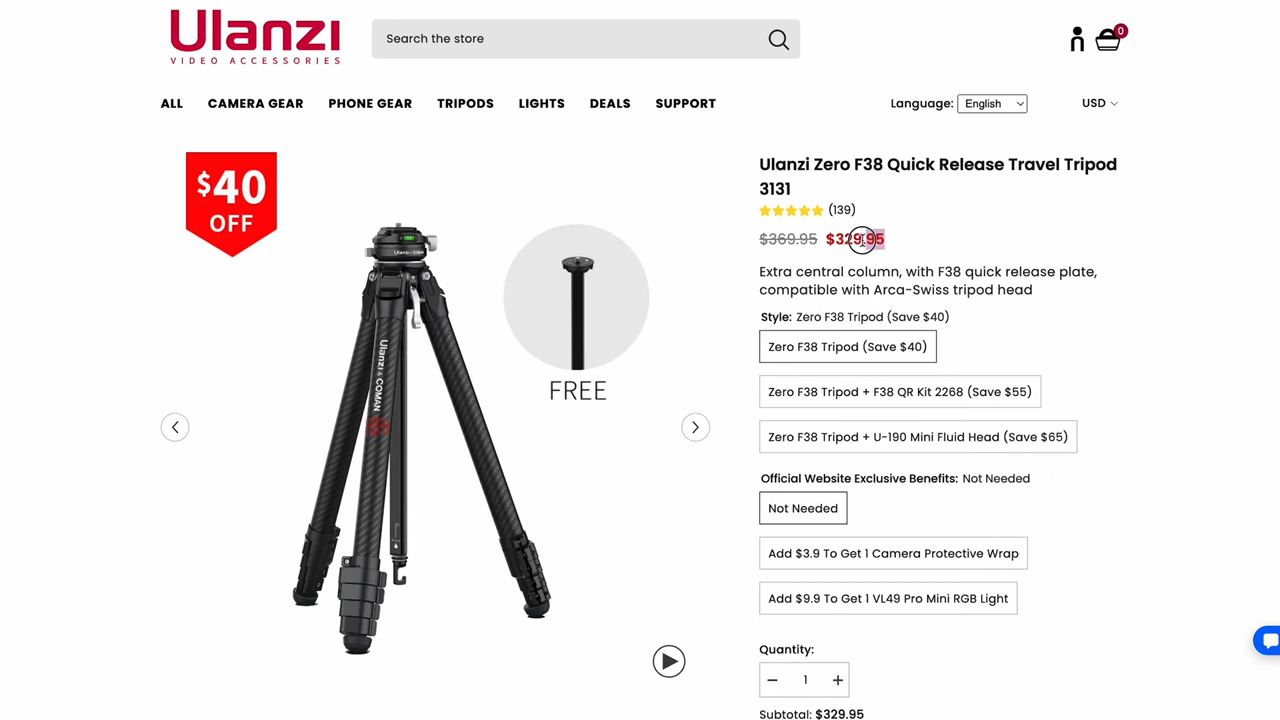 Ulanzi
VIDEO ACCESSORIES
Search the store
0
ALL CAMERA GEAR PHONE GEAR TRIPODS LIGHTS DEALS SUPPORT
Language: English
USD
$40
OFF
Ulanzi
Ulanzi & COMAN
FREE
Ulanzi Zero F38 Quick Release Travel Tripod
3131
(139)
$369.95 $329.95
Extra central column, with F38 quick release plate,
compatible with Arca-Swiss tripod head
Style: Zero F38 Tripod (Save $40)
Zero F38 Tripod (Save $40)
Zero F38 Tripod + F38 QR Kit 2268 (Save $55)
Zero F38 Tripod + U-190 Mini Fluid Head (Save $65)
Official Website Exclusive Benefits: Not Needed
Not Needed
Add $3.9 To Get 1 Camera Protective Wrap
Add $9.9 To Get 1 VL49 Pro Mini RGB Light
Quantity:
1
Subtotal: $329.95